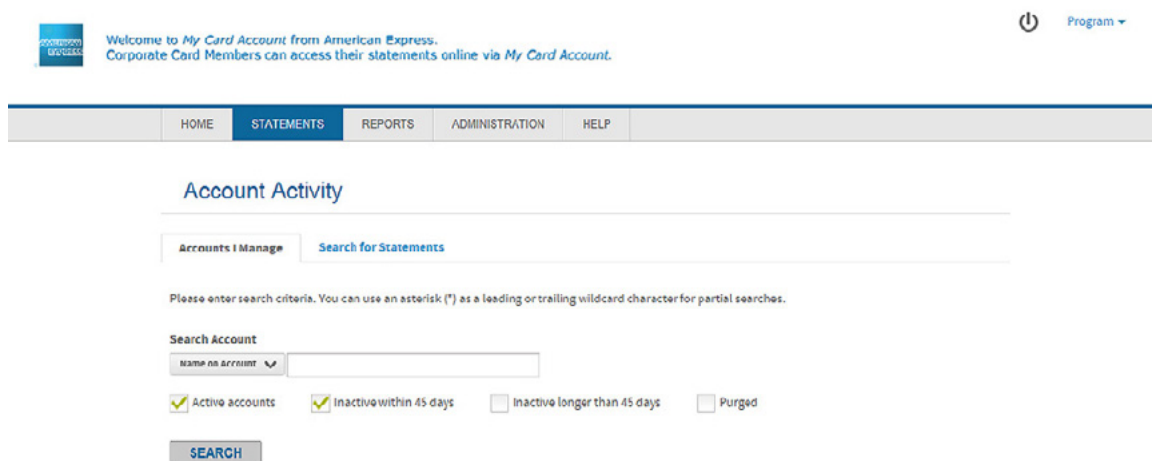 AMERICAN
EXPRESS
Welcome to My Card Account from American Express.
Corporate Card Members can access their statements online via My Card Account.
Program
HOME STATEMENTS REPORTS ADMINISTRATION HELP
Account Activity
Accounts I Manage Search for Statements
Please enter search criteria. You can use an asterisk (*) as a leading or trailing wildcard character for partial searches.
Search Account
Name on Account
Active accounts Inactive within 45 days Inactive longer than 45 days Purged
SEARCH